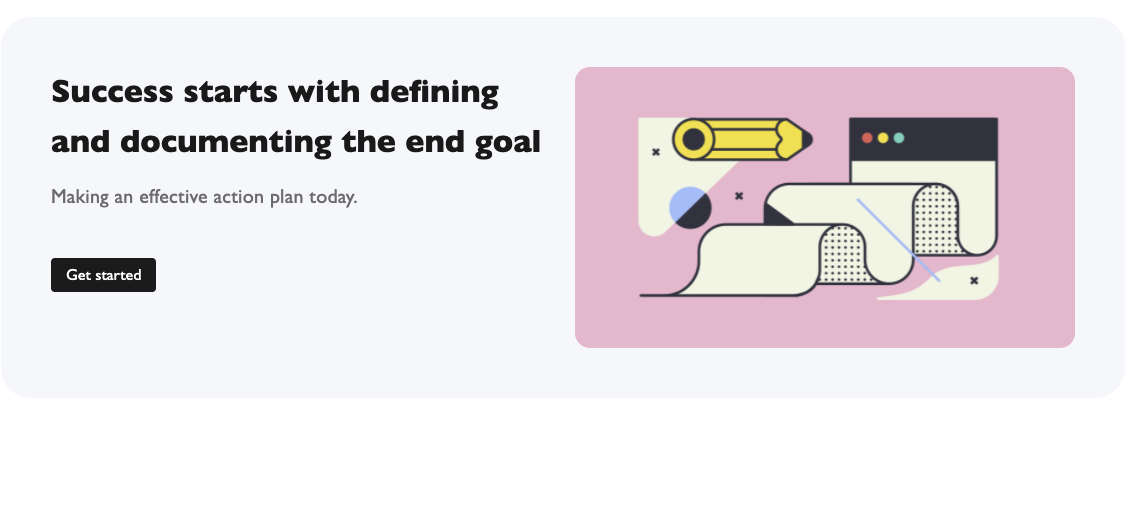 Success starts with defining
and documenting the end goal
Making an effective action plan today.
Get started